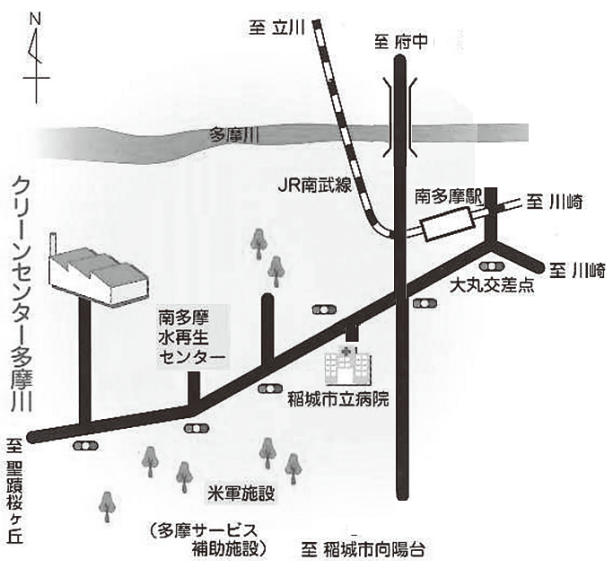 N
至 立川
至 府中
多摩川
JR南武線
南多摩駅
至 川崎
至 川崎
大丸交差点
クリーンセンター多摩川
南多摩
水再生
センター
稲城市立病院
至 聖蹟桜ヶ丘
米軍施設
(多摩サービス
補助施設)
至 稲城市向陽台